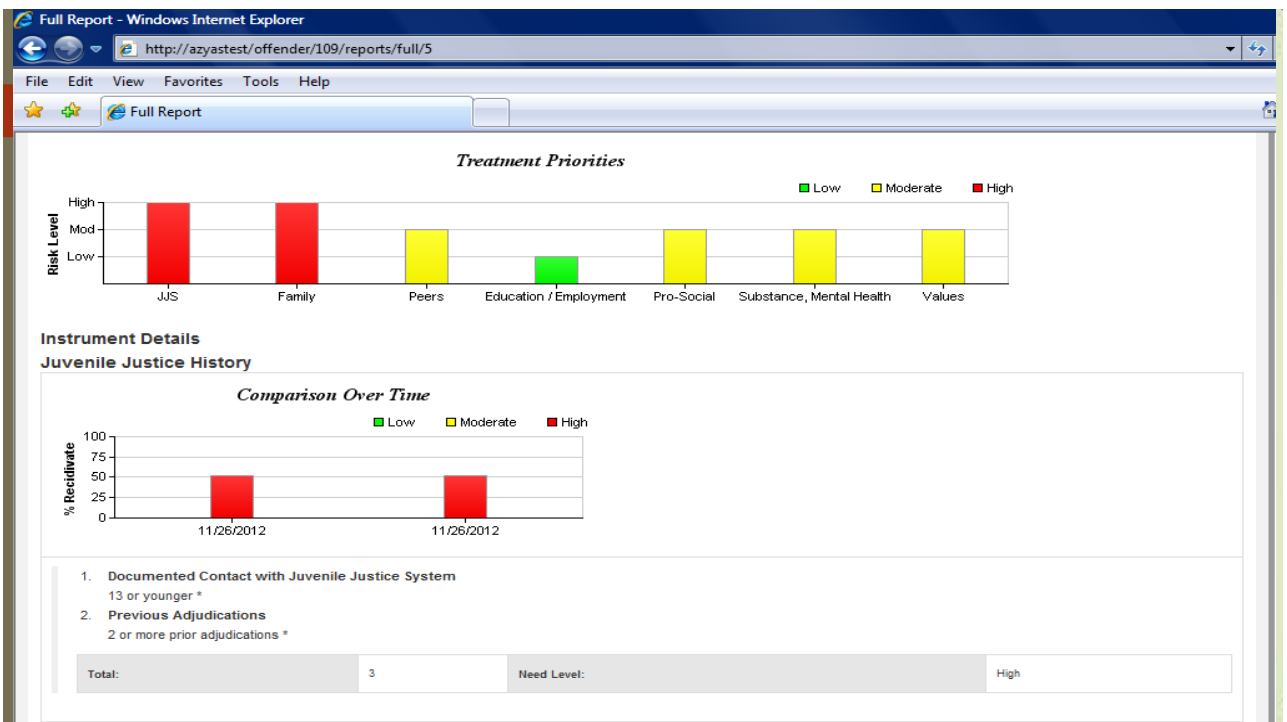 Full Report - Windows Internet Explorer
http://azyastest/offender/109/reports/full/5
File Edit View Favorites Tools Help
Full Report
Treatment Priorities
Low Moderate High
Risk Level
High
Mod
Low
JJS Family Peers Education / Employment Pro-Social Substance, Mental Health Values
Instrument Details
Juvenile Justice History
Comparison Over Time
Low Moderate High
% Recidivate
100
75
50
25
0
11/26/2012 11/26/2012
1. Documented Contact with Juvenile Justice System
13 or younger *
2. Previous Adjudications
2 or more prior adjudications *
Total: 3 Need Level: High